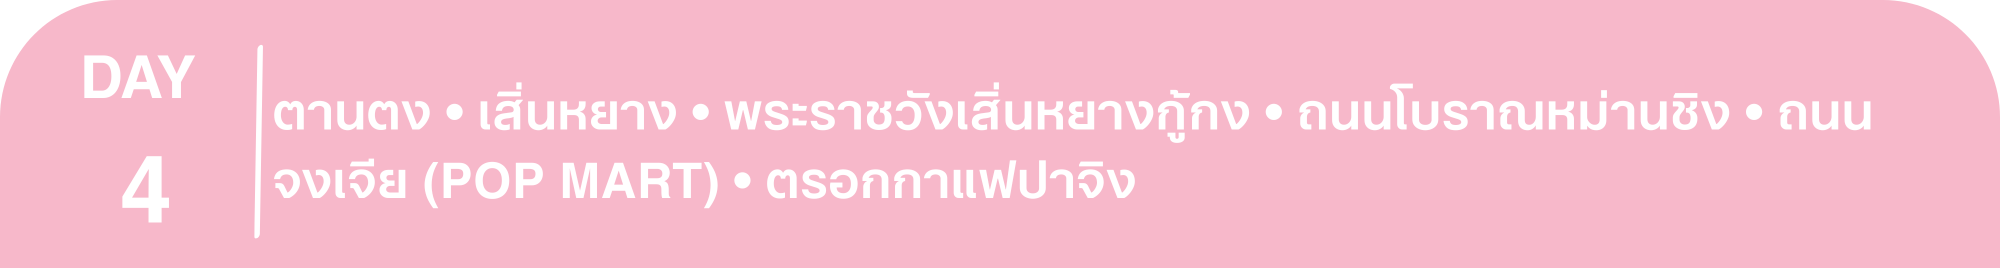 DAY
4
ตานตง • เสิ่นหยาง • พระราชวังเสิ่นหยางกู้กง • ถนนโบราณหม่านชิง • ถนน
จงเจีย (POP MART) • ตรอกกาแฟปาจิง